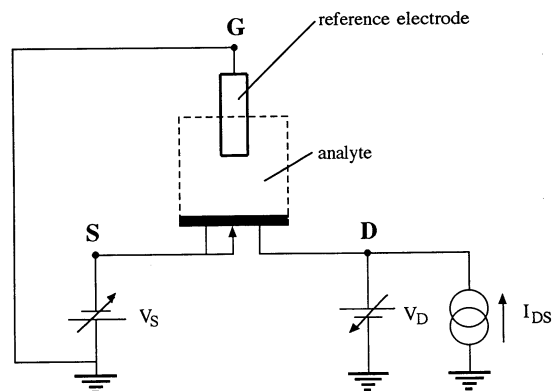 reference electrode
G
analyte
S
D
V_S
V_D
I_DS